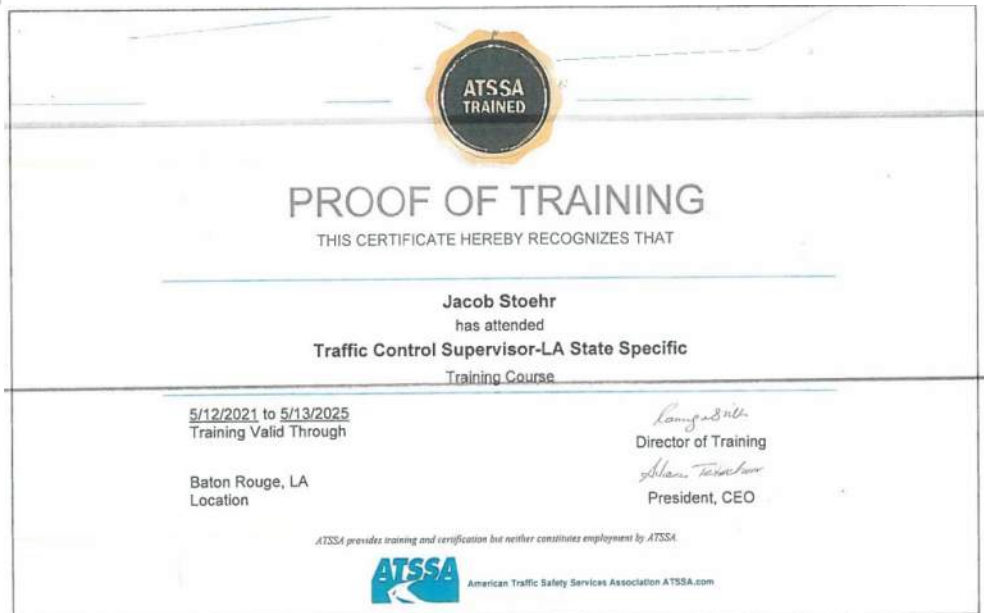 ATSSA
TRAINED
PROOF OF TRAINING
THIS CERTIFICATE HEREBY RECOGNIZES THAT
Jacob Stoehr
has attended
Traffic Control Supervisor-LA State Specific
Training Course
5/12/2021 to 5/13/2025
Training Valid Through
Director of Training
Baton Rouge, LA
Location
President, CEO
ATSSA provides training and certification but neither constitutes employment by ATSSA.
ATSSA
American Traffic Safety Services Association ATSSA.com